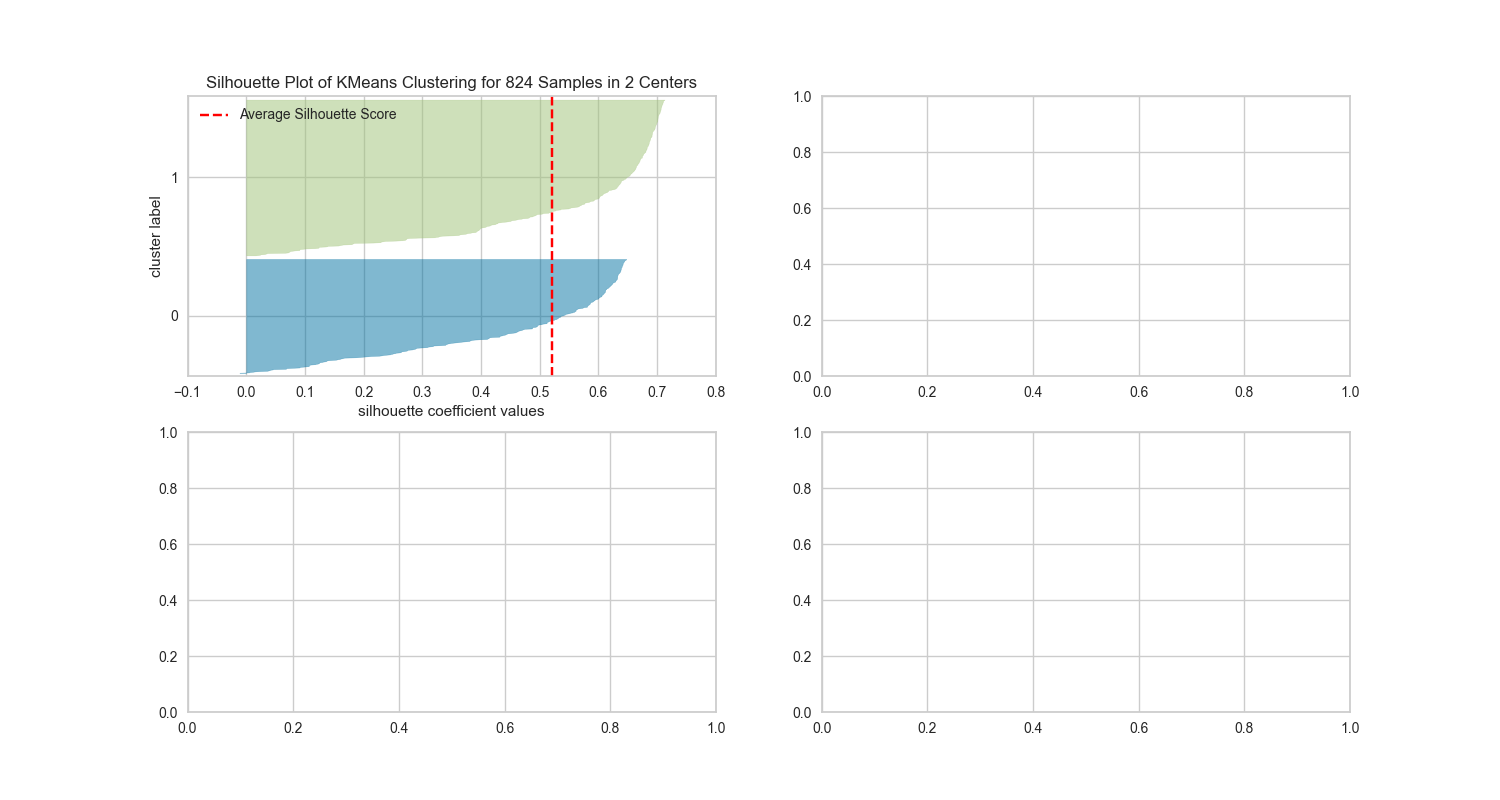 Silhouette Plot of KMeans Clustering for 824 Samples in 2 Centers
Average Silhouette Score
cluster label
1
0
−0.1 0.0 0.1 0.2 0.3 0.4 0.5 0.6 0.7 0.8
silhouette coefficient values
1.0
0.8
0.6
0.4
0.2
0.0
0.0 0.2 0.4 0.6 0.8 1.0
1.0
0.8
0.6
0.4
0.2
0.0
0.0 0.2 0.4 0.6 0.8 1.0
1.0
0.8
0.6
0.4
0.2
0.0
0.0 0.2 0.4 0.6 0.8 1.0